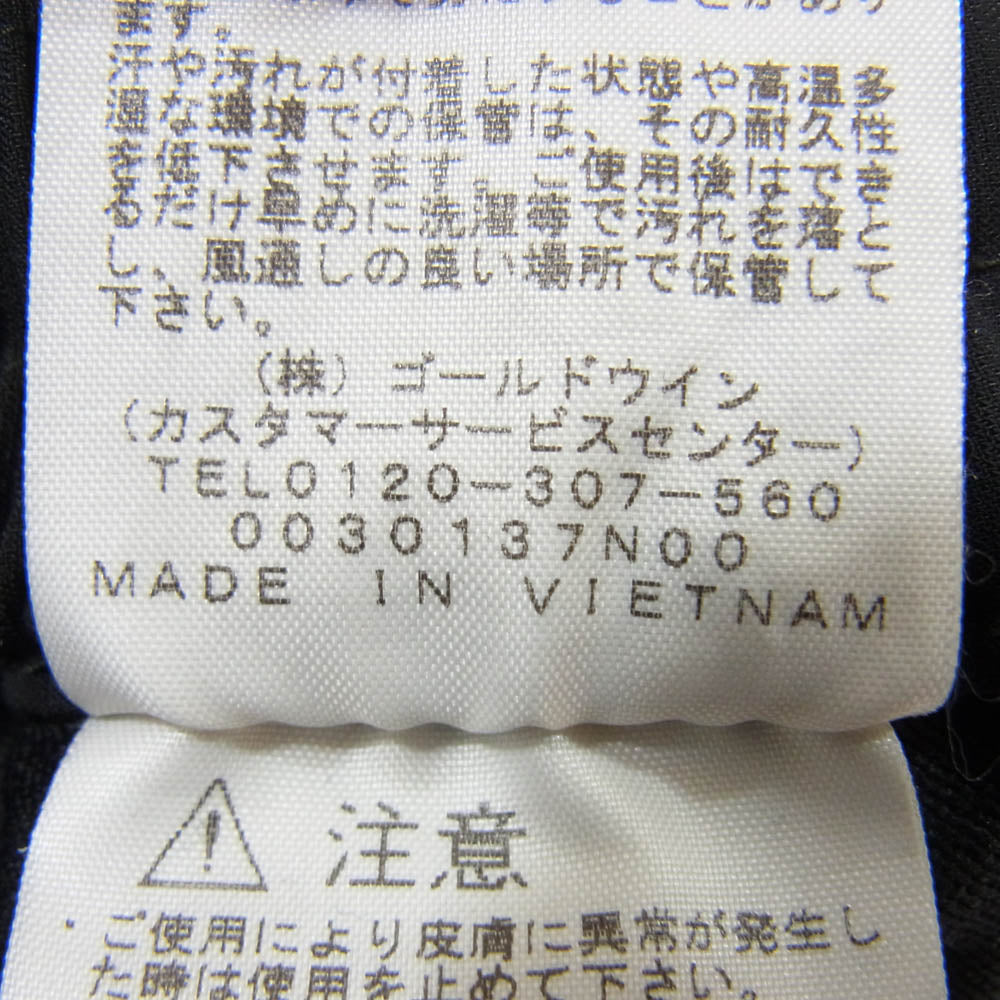 ます。
汗や汚れが付着した状態や高温多
湿な環境での保管は、その耐久性
を低下させます。ご使用後はでき
るだけ早めに洗濯等で汚れを落と
し、風通しの良い場所で保管して
下さい。
(株) ゴールドウイン
(カスタマーサービスセンター)
TEL0120-307-560
0030137N00
MADE IN VIETNAM
注意
・ご使用により皮膚に異常が発生し
た時は使用を止めて下さい。